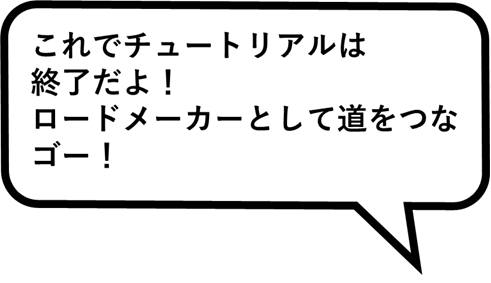 これでチュートリアルは
終了だよ！
ロードメーカーとして道をつな
ゴー！